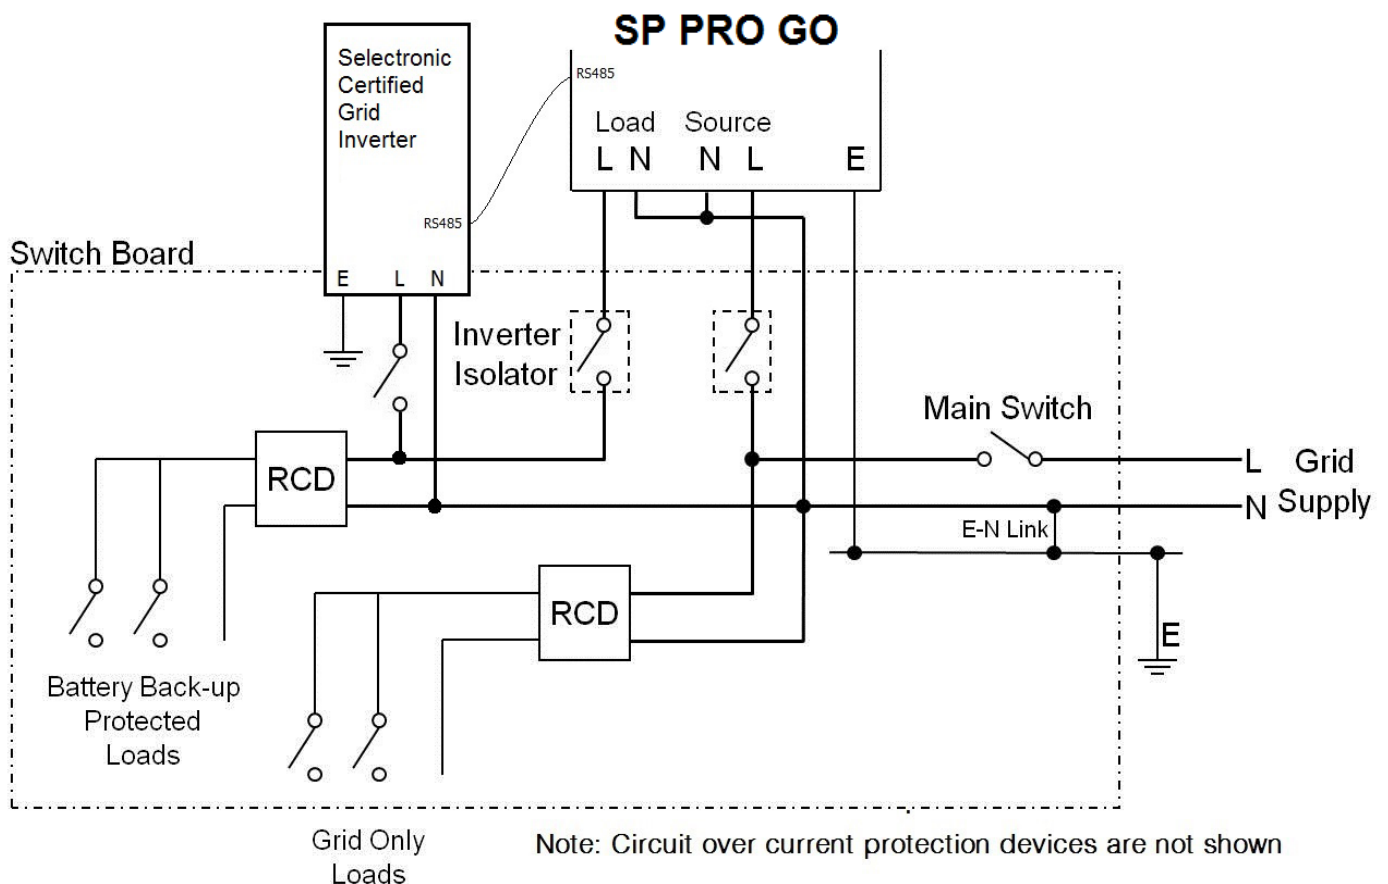 SP PRO GO
Selectronic
Certified
Grid
Inverter
RS485
RS485
Load Source
L N N L E
Switch Board
E L N
Inverter
Isolator
Main Switch
RCD
L Grid
N Supply
E-N Link
RCD
E
Battery Back-up
Protected
Loads
Grid Only
Loads
Note: Circuit over current protection devices are not shown